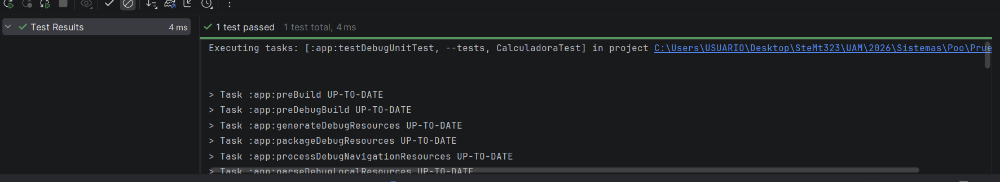 Test Results 4 ms
1 test passed 1 test total, 4 ms
Executing tasks: [:app:testDebugUnitTest, --tests, CalculadoraTest] in project C:\Users\USUARIO\Desktop\SteMt323\UAM\2026\Sistemas\Poo\Prue
> Task :app:preBuild UP-TO-DATE
> Task :app:preDebugBuild UP-TO-DATE
> Task :app:generateDebugResources UP-TO-DATE
> Task :app:packageDebugResources UP-TO-DATE
> Task :app:processDebugNavigationResources UP-TO-DATE
> Task :app:parseDebugLocalResources UP-TO-DATE